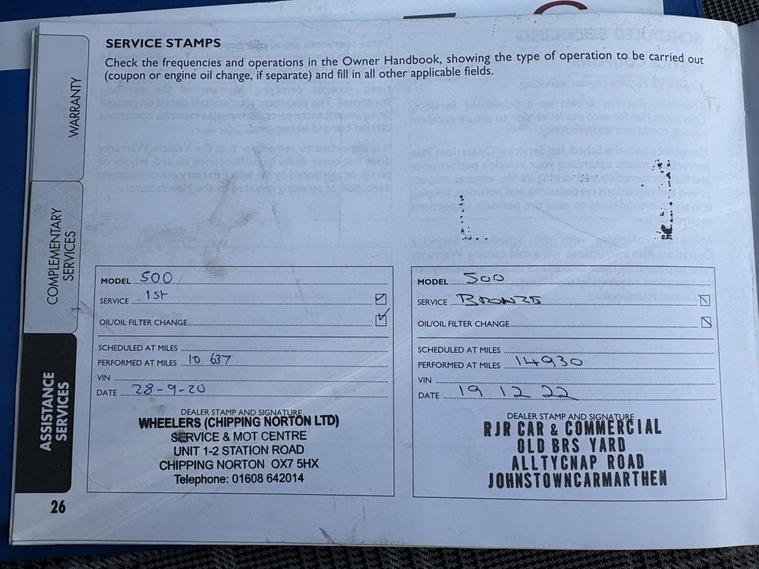 SERVICE STAMPS
Check the frequencies and operations in the Owner Handbook, showing the type of operation to be carried out
(coupon or engine oil change, if separate) and fill in all other applicable fields.
WARRANTY
COMPLEMENTARY
SERVICES
ASSISTANCE
SERVICES
MODEL 500
SERVICE 1st
OIL/OIL FILTER CHANGE
SCHEDULED AT MILES
PERFORMED AT MILES 10 637
VIN
DATE 28-9-20
DEALER STAMP AND SIGNATURE
WHEELERS (CHIPPING NORTON LTD)
SERVICE & MOT CENTRE
UNIT 1-2 STATION ROAD
CHIPPING NORTON OX7 5HX
Telephone: 01608 642014
MODEL 500
SERVICE BRONZE
OIL/OIL FILTER CHANGE
SCHEDULED AT MILES
PERFORMED AT MILES 14930
VIN
DATE 19 12 22
DEALER STAMP AND SIGNATURE
RJR CAR & COMMERCIAL
OLD BRS YARD
ALLTYCNAP ROAD
JOHNSTOWNCARMARTHEN
26